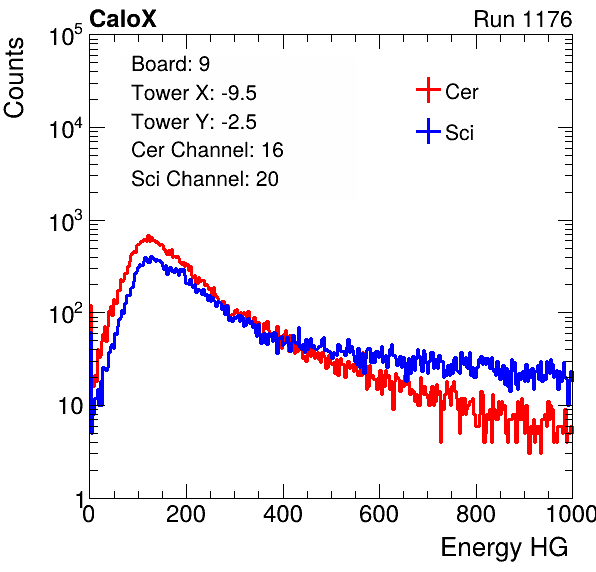 CaloX Run 1176
Counts
10^5
10^4
10^3
10^2
10
1
Board: 9
Tower X: -9.5
Tower Y: -2.5
Cer Channel: 16
Sci Channel: 20
Cer
Sci
0 200 400 600 800 1000
Energy HG